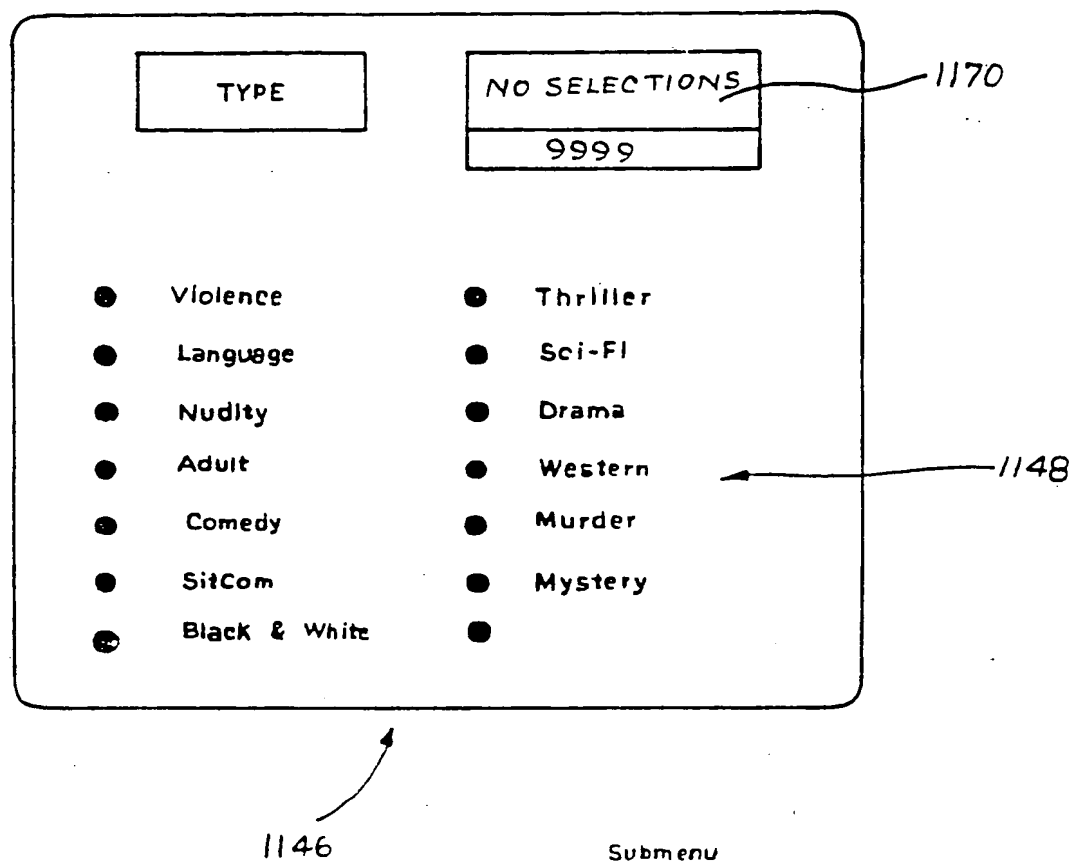 TYPE
NO SELECTIONS
1170
9999
Violence
Thriller
Language
Sci-FI
Nudity
Drama
Adult
Western
1148
Comedy
Murder
SitCom
Mystery
Black & White
1146
Submenu